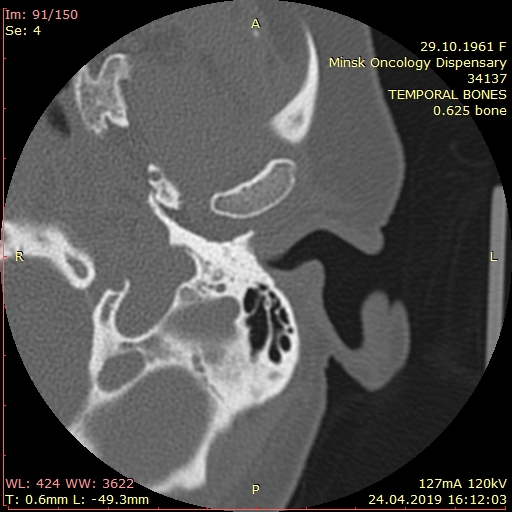 Im: 91/150
Se: 4
A
29.10.1961 F
Minsk Oncology Dispensary
34137
TEMPORAL BONES
0.625 bone
R
L
WL: 424 WW: 3622
T: 0.6mm L: -49.3mm
P
127mA 120kV
24.04.2019 16:12:03